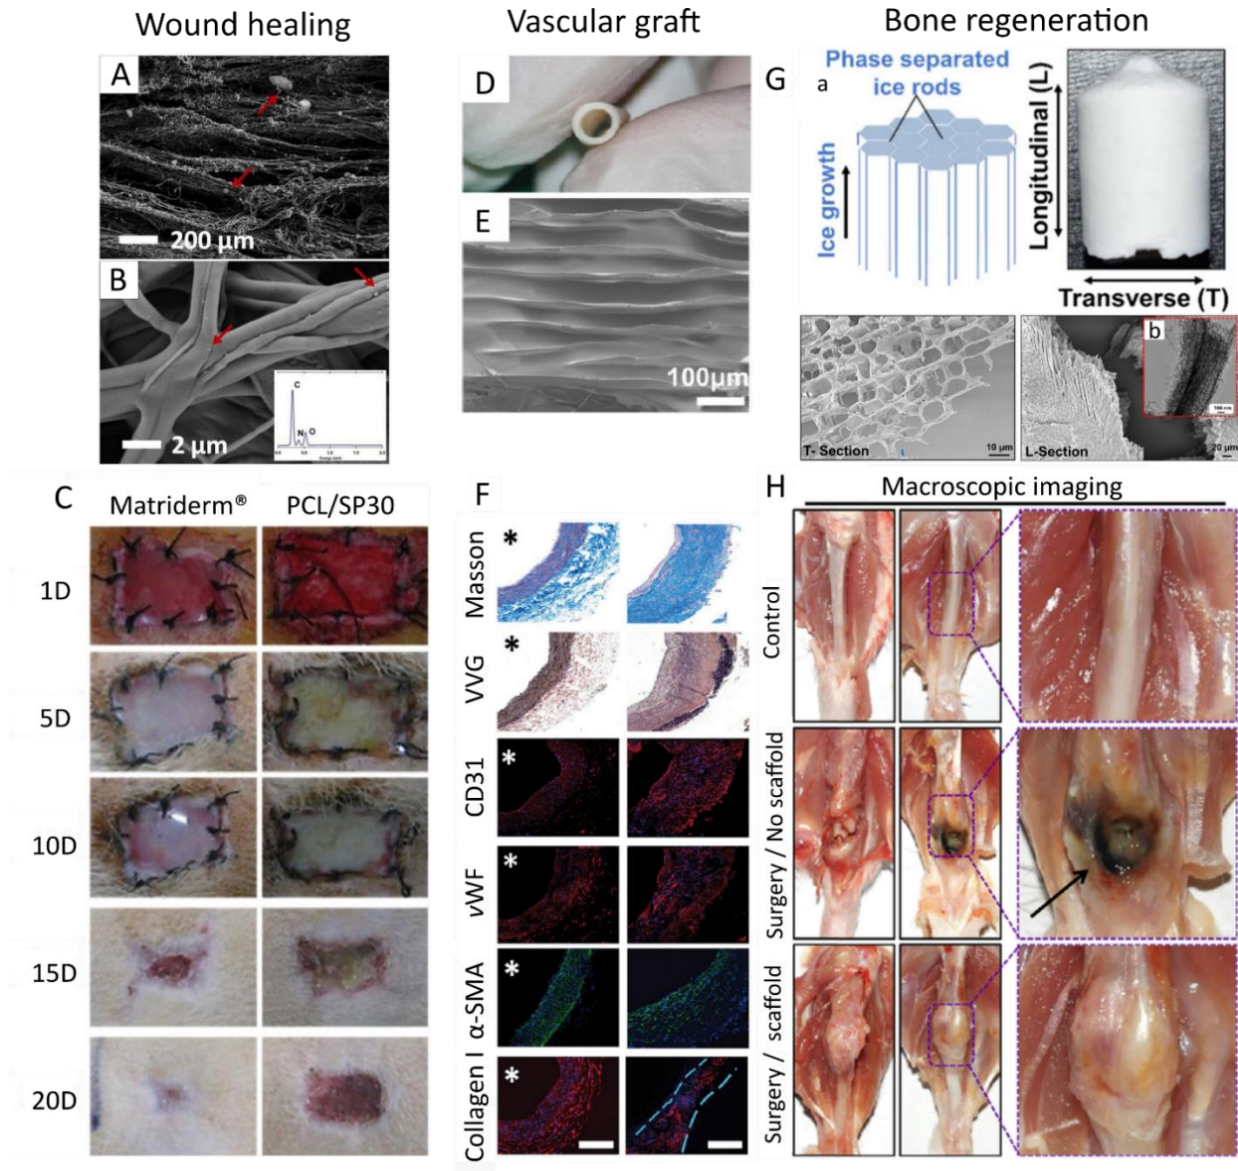 Wound healing
Vascular graft
Bone regeneration
A
200 µm
B
2 µm
C
N
O
D
E
100µm
G
a
Phase separated
ice rods
Ice growth
Longitudinal (L)
Transverse (T)
T- Section
10 µm
L-Section
b
20 µm
C
Matriderm®
PCL/SP30
1D
5D
10D
15D
20D
F
*
Masson
*
VVG
*
CD31
*
vWF
*
α-SMA
*
Collagen I
H
Macroscopic imaging
Control
Surgery / No scaffold
Surgery / scaffold